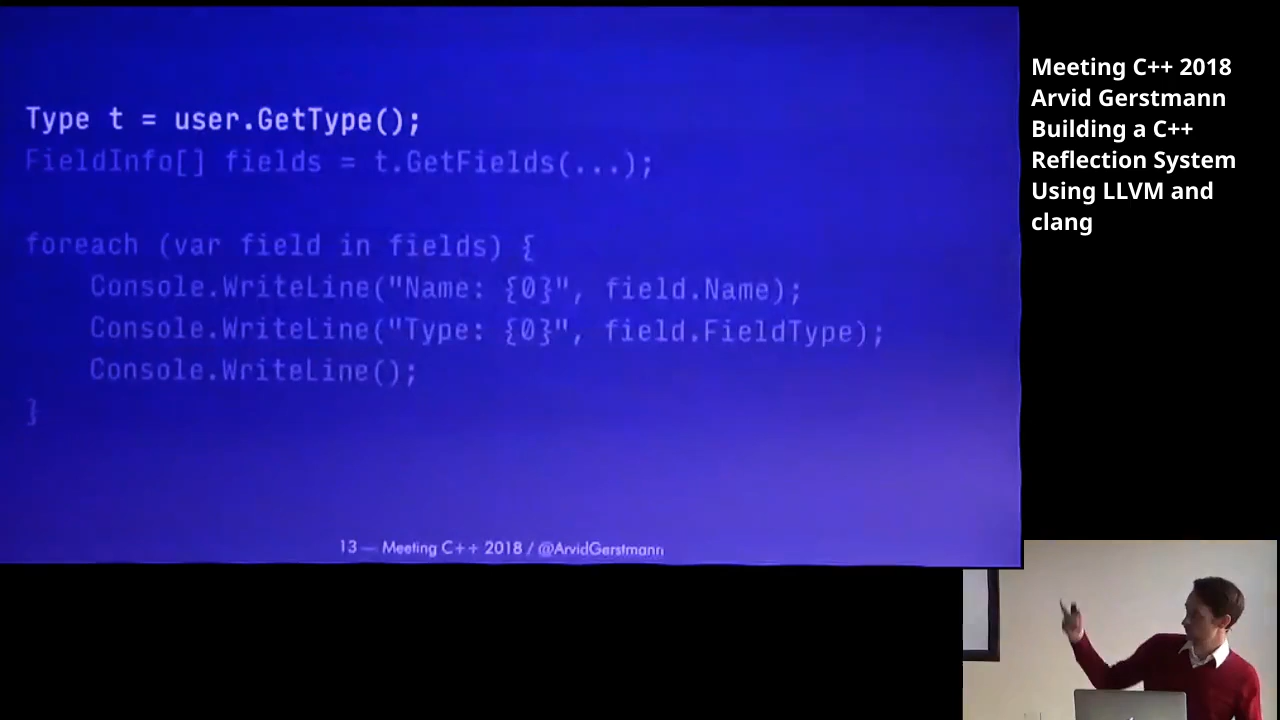 Type t = user.GetType();
FieldInfo[] fields = t.GetFields(...);
foreach (var field in fields) {
    Console.WriteLine("Name: {0}", field.Name);
    Console.WriteLine("Type: {0}", field.FieldType);
    Console.WriteLine();
}
13 — Meeting C++ 2018 / @ArvidGerstmann
Meeting C++ 2018
Arvid Gerstmann
Building a C++
Reflection System
Using LLVM and
clang